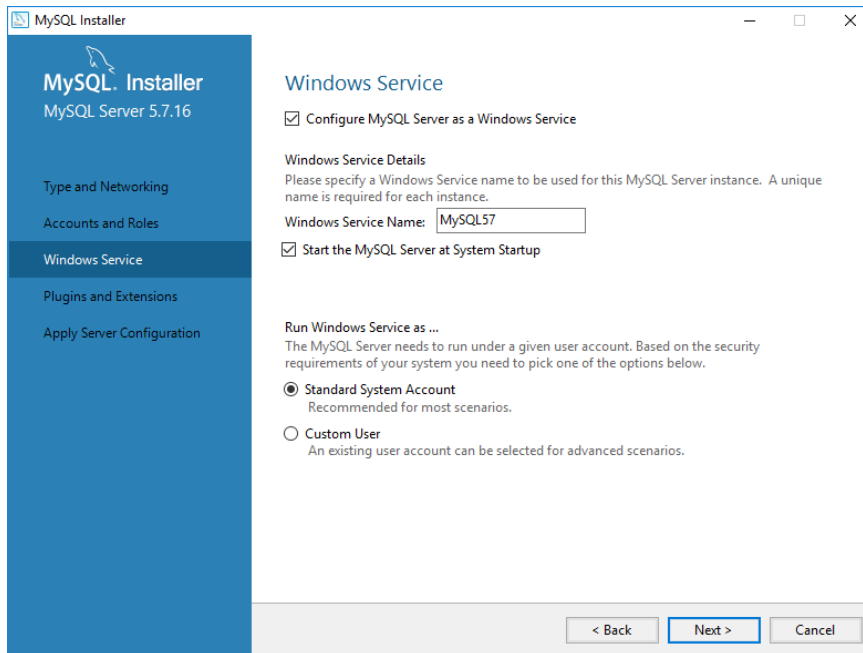 MySQL Installer
MySQL. Installer
MySQL Server 5.7.16
Type and Networking
Accounts and Roles
Windows Service
Plugins and Extensions
Apply Server Configuration
Windows Service
Configure MySQL Server as a Windows Service
Windows Service Details
Please specify a Windows Service name to be used for this MySQL Server instance. A unique
name is required for each instance.
Windows Service Name: MySQL57
Start the MySQL Server at System Startup
Run Windows Service as ...
The MySQL Server needs to run under a given user account. Based on the security
requirements of your system you need to pick one of the options below.
Standard System Account
Recommended for most scenarios.
Custom User
An existing user account can be selected for advanced scenarios.
< Back Next > Cancel